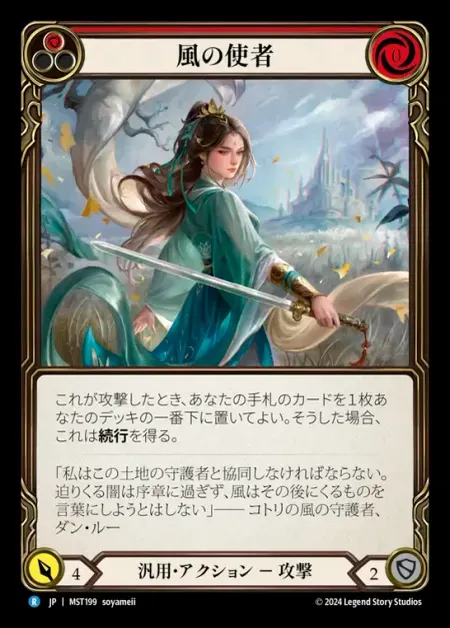 風の使者
0
これが攻撃したとき、あなたの手札のカードを1枚あ
なたのデッキの一番下に置いてよい。そうした場合、
これは続行を得る。
「私はこの土地の守護者と協同しなければならない。
迫りくる闇は序章に過ぎず、風はその後にくるものを
言葉にしようとはしない」── コトリの風の守護者、
ダン・ルー
4
汎用・アクション － 攻撃
2
R JP | MST199 soyameii
© 2024 Legend Story Studios